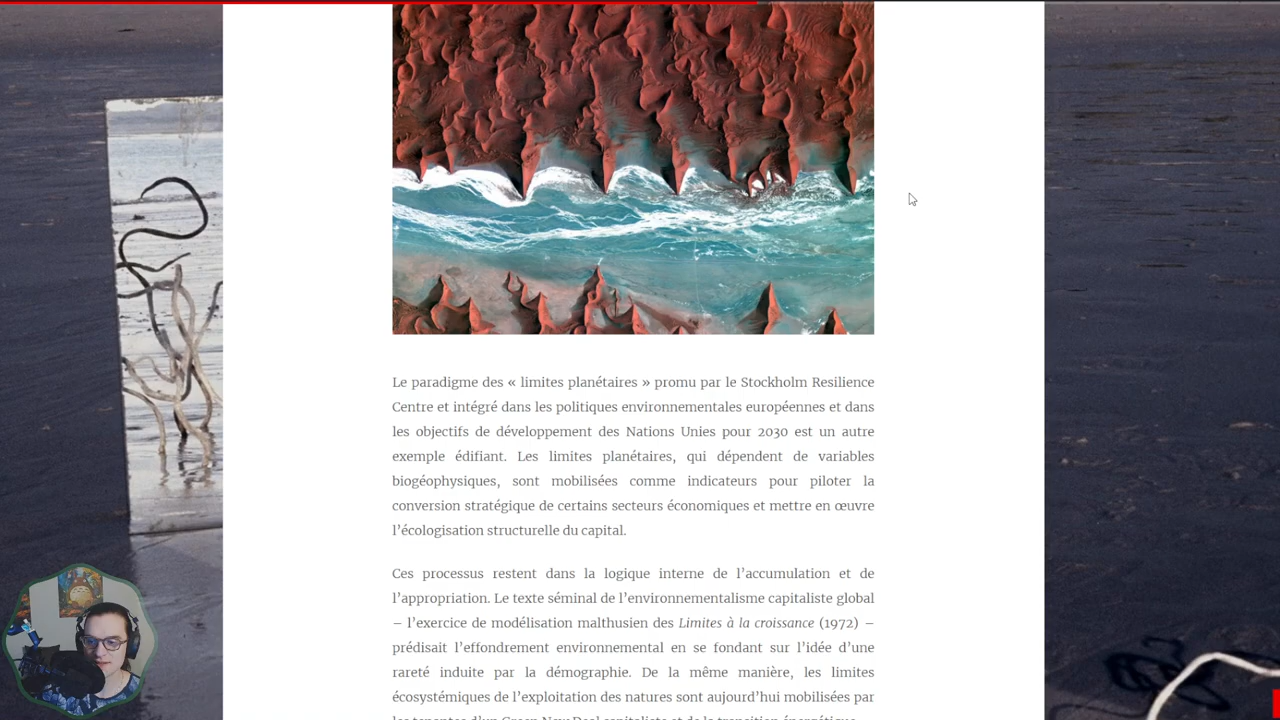 Le paradigme des « limites planétaires » promu par le Stockholm Resilience
Centre et intégré dans les politiques environnementales européennes et dans
les objectifs de développement des Nations Unies pour 2030 est un autre
exemple édifiant. Les limites planétaires, qui dépendent de variables
biogéophysiques, sont mobilisées comme indicateurs pour piloter la
conversion stratégique de certains secteurs économiques et mettre en œuvre
l’écologisation structurelle du capital.
Ces processus restent dans la logique interne de l’accumulation et de
l’appropriation. Le texte séminal de l’environnementalisme capitaliste global
– l’exercice de modélisation malthusien des Limites à la croissance (1972) –
prédisait l’effondrement environnemental en se fondant sur l’idée d’une
rareté induite par la démographie. De la même manière, les limites
écosystémiques de l’exploitation des natures sont aujourd’hui mobilisées par